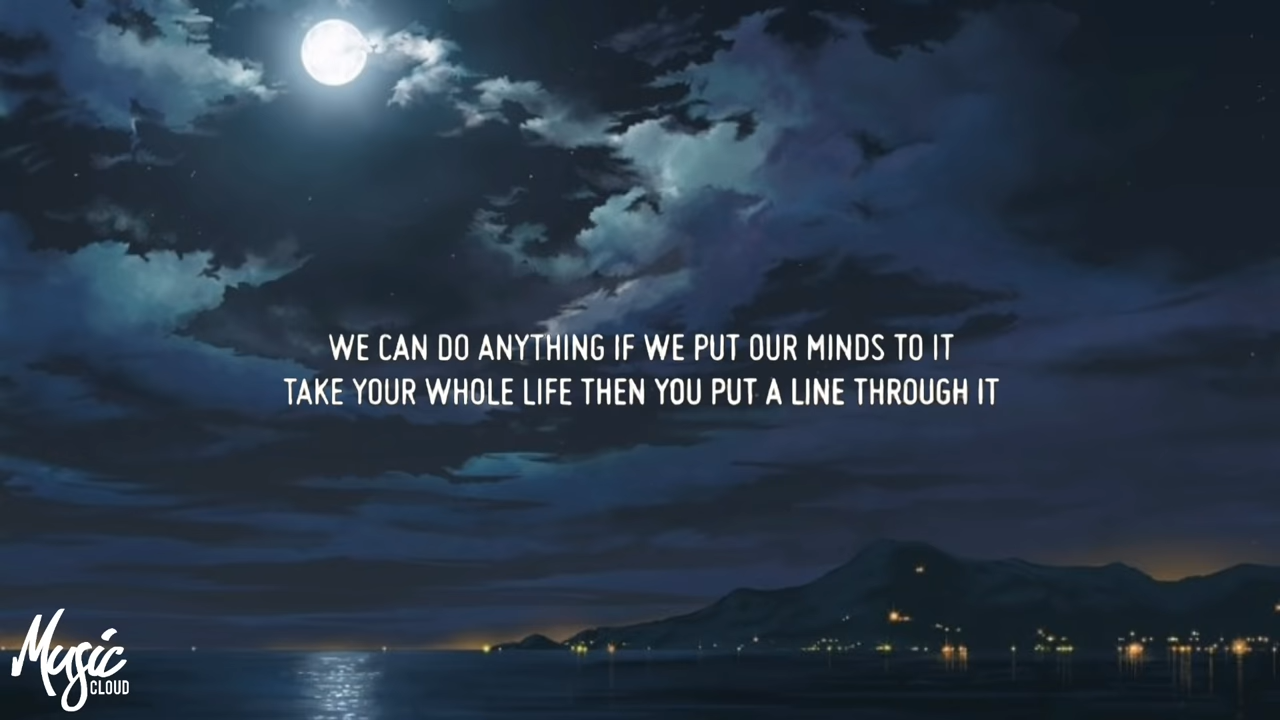 WE CAN DO ANYTHING IF WE PUT OUR MINDS TO IT
TAKE YOUR WHOLE LIFE THEN YOU PUT A LINE THROUGH IT
Music
CLOUD